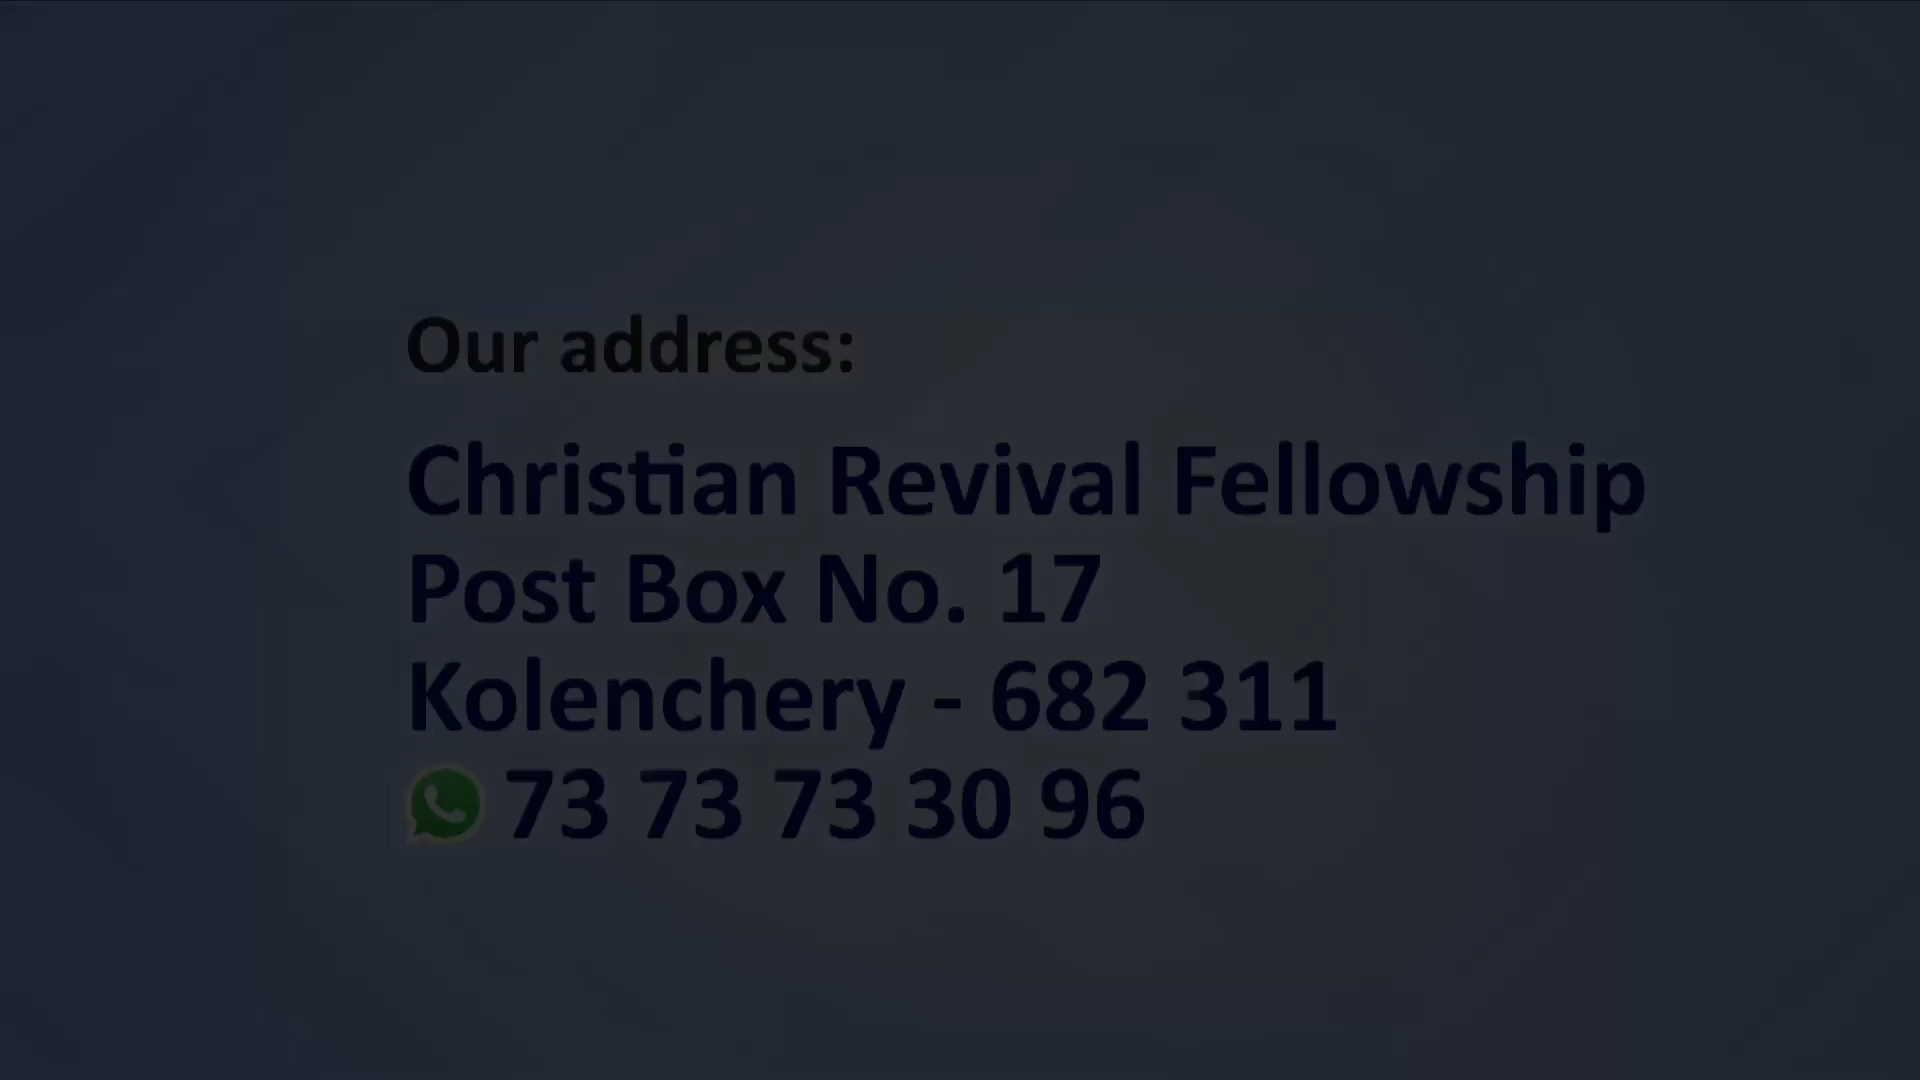 Our address:
Christian Revival Fellowship
Post Box No. 17
Kolenchery - 682 311
73 73 73 30 96